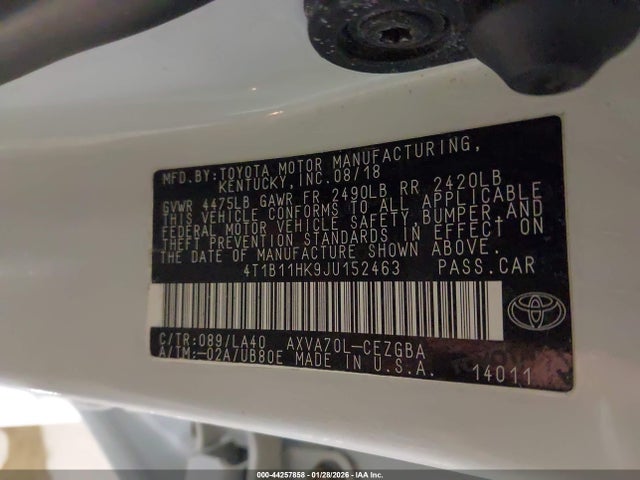 MFD.BY:TOYOTA MOTOR MANUFACTURING,
KENTUCKY, INC. 08/18
GVWR 4475LB GAWR FR 2490LB RR 2420LB
THIS VEHICLE CONFORMS TO ALL APPLICABLE
FEDERAL MOTOR VEHICLE SAFETY, BUMPER, AND
THEFT PREVENTION STANDARDS IN EFFECT ON
THE DATE OF MANUFACTURE SHOWN ABOVE.
4T1B11HK9JU152463 PASS.CAR
C/TR:089/LA40 AXVA70L-CEZGBA
A/TM:-02A/UB80E MADE IN U.S.A.
14011
000-44257858 - 01/28/2026 - IAA Inc.